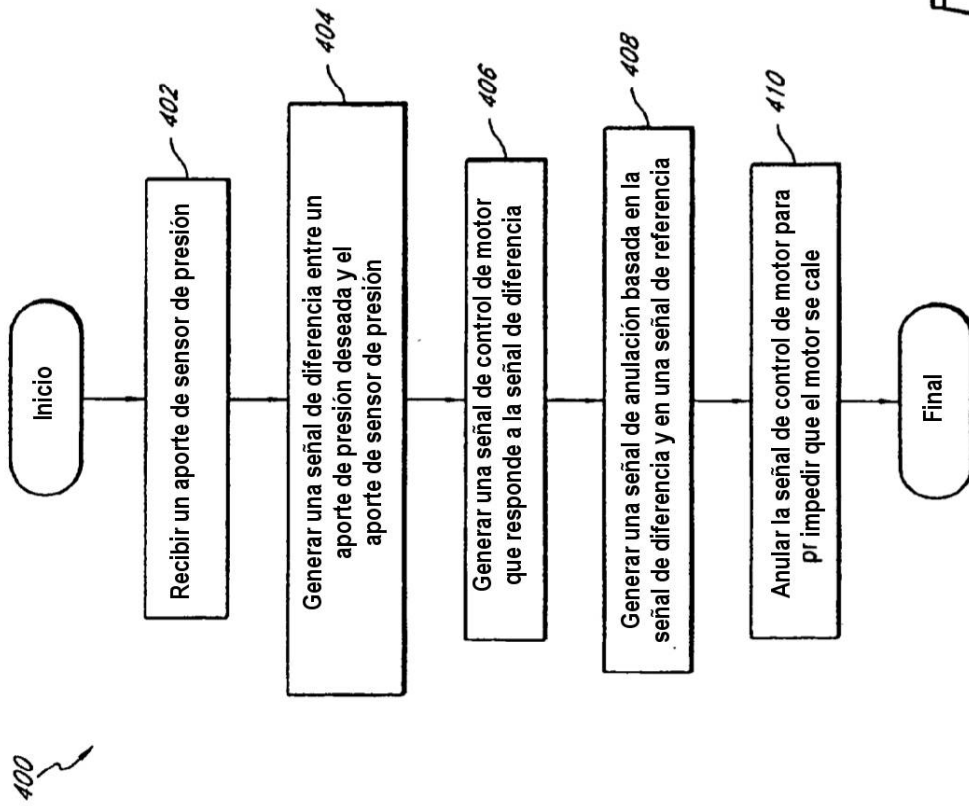 400
Inicio
402
Recibir un aporte de sensor de presión
404
Generar una señal de diferencia entre un
aporte de presión deseada y el
aporte de sensor de presión
406
Generar una señal de control de motor
que responde a la señal de diferencia
408
Generar una señal de anulación basada en la
señal de diferencia y en una señal de referencia
410
Anular la señal de control de motor para
pr impedir que el motor se cale
Final